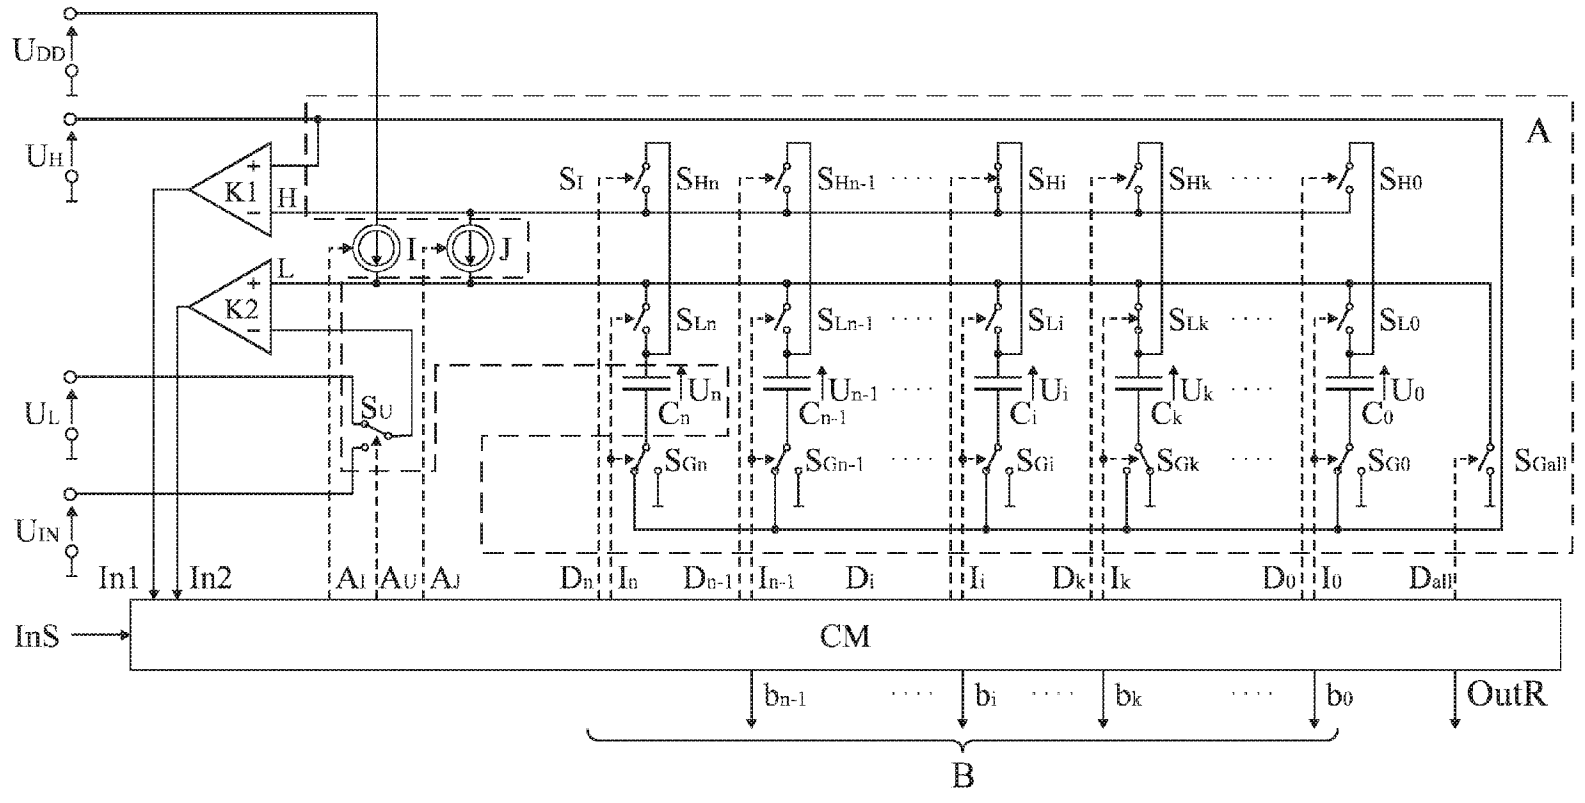 UDD
UH
A
K1
+
−
H
SI
SHn
SHn-1
....
SHi
SHk
....
SH0
I
J
L
K2
+
−
SLn
SLn-1
....
SLi
SLk
....
SL0
UL
SU
Un
Cn
Un-1
Cn-1
....
Ui
Ci
Uk
Ck
....
U0
C0
SGn
SGn-1
....
SGi
SGk
....
SG0
SGall
UIN
In1
In2
AI
AU
AJ
Dn
In
Dn-1
In-1
Di
Ii
Dk
Ik
D0
I0
Dall
InS
CM
bn-1
....
bi
....
bk
....
b0
OutR
B